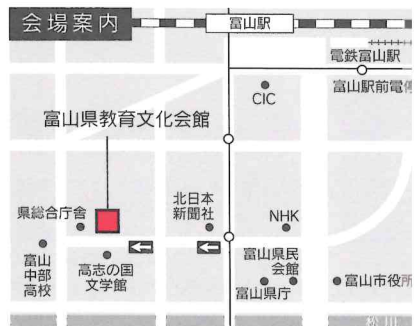 会場案内
富山駅
電鉄富山駅
富山駅前電停
CIC
富山県教育文化会館
県総合庁舎
北日本
新聞社
NHK
富山
中部
高校
高志の国
文学館
富山県民
会館
富山県庁
富山市役所
松川